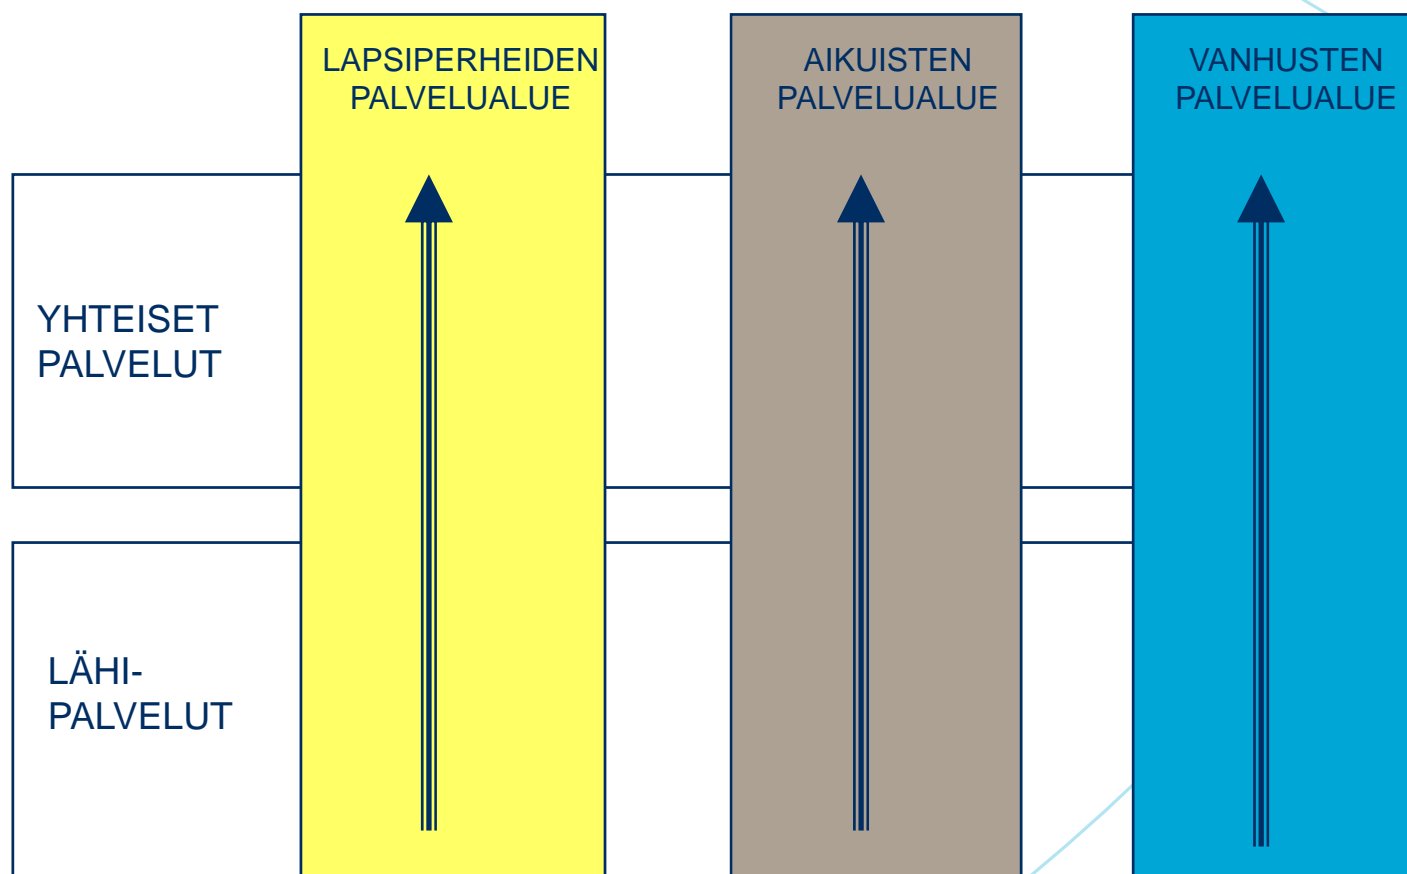 LAPSIPERHEIDEN
PALVELUALUE
AIKUISTEN
PALVELUALUE
VANHUSTEN
PALVELUALUE
YHTEISET
PALVELUT
LÄHI-
PALVELUT